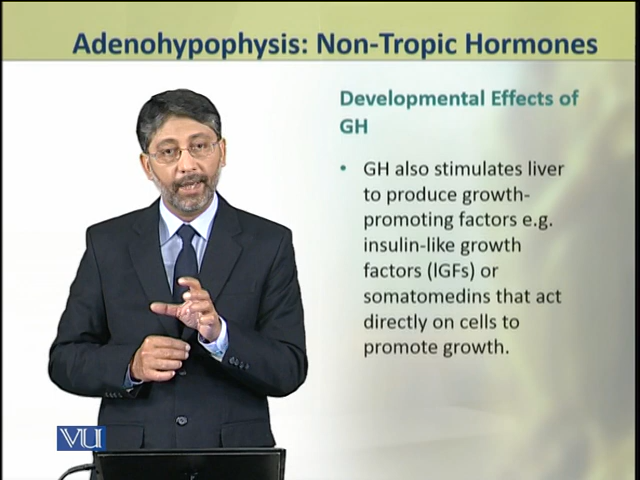 Adenohypophysis: Non-Tropic Hormones
Developmental Effects of
GH
• GH also stimulates liver
to produce growth-
promoting factors e.g.
insulin-like growth
factors (lGFs) or
somatomedins that act
directly on cells to
promote growth.
VU